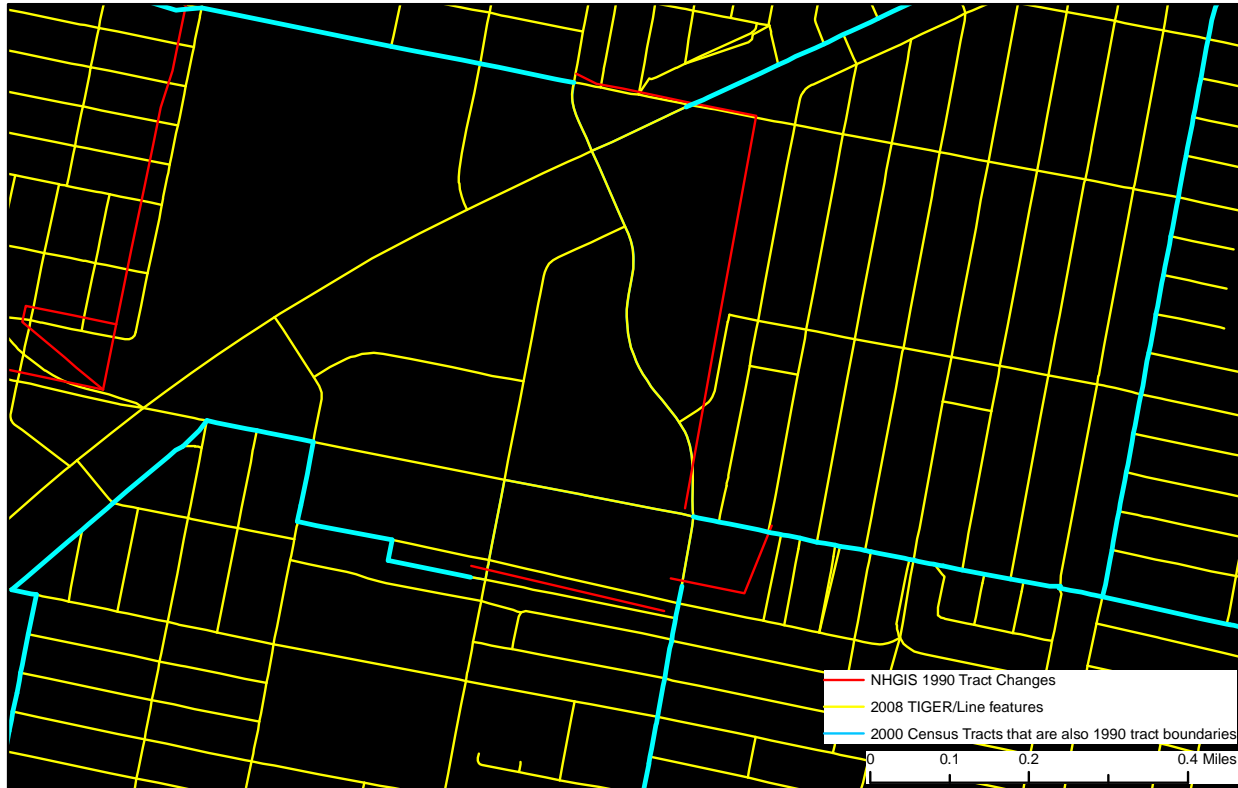 NHGIS 1990 Tract Changes
2008 TIGER/Line features
2000 Census Tracts that are also 1990 tract boundaries
0 0.1 0.2 0.4 Miles